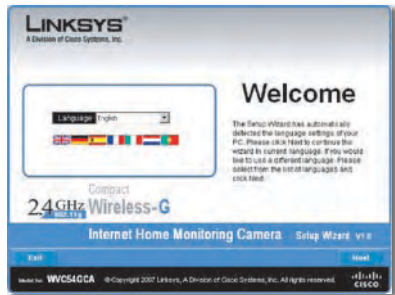 LINKSYS®
A Division of Cisco Systems, Inc.
Welcome
Language English
The Setup Wizard has automatically
detected the language settings of your
PC. Please click Next to continue the
wizard in current language. If you would
like to use a different language. Please
select from the list of languages and
click Next.
Compact
2.4GHz Wireless-G
802.11g
Internet Home Monitoring Camera Setup Wizard V1.0
Exit
Next
Model No. WVC54GCA © Copyright 2007 Linksys, A Division of Cisco Systems, Inc. All rights reserved.
CISCO